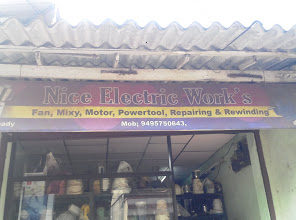 Nice Electric Work's
Fan, Mixy, Motor, Powertool, Repairing & Rewinding
Mob: 9495750643.